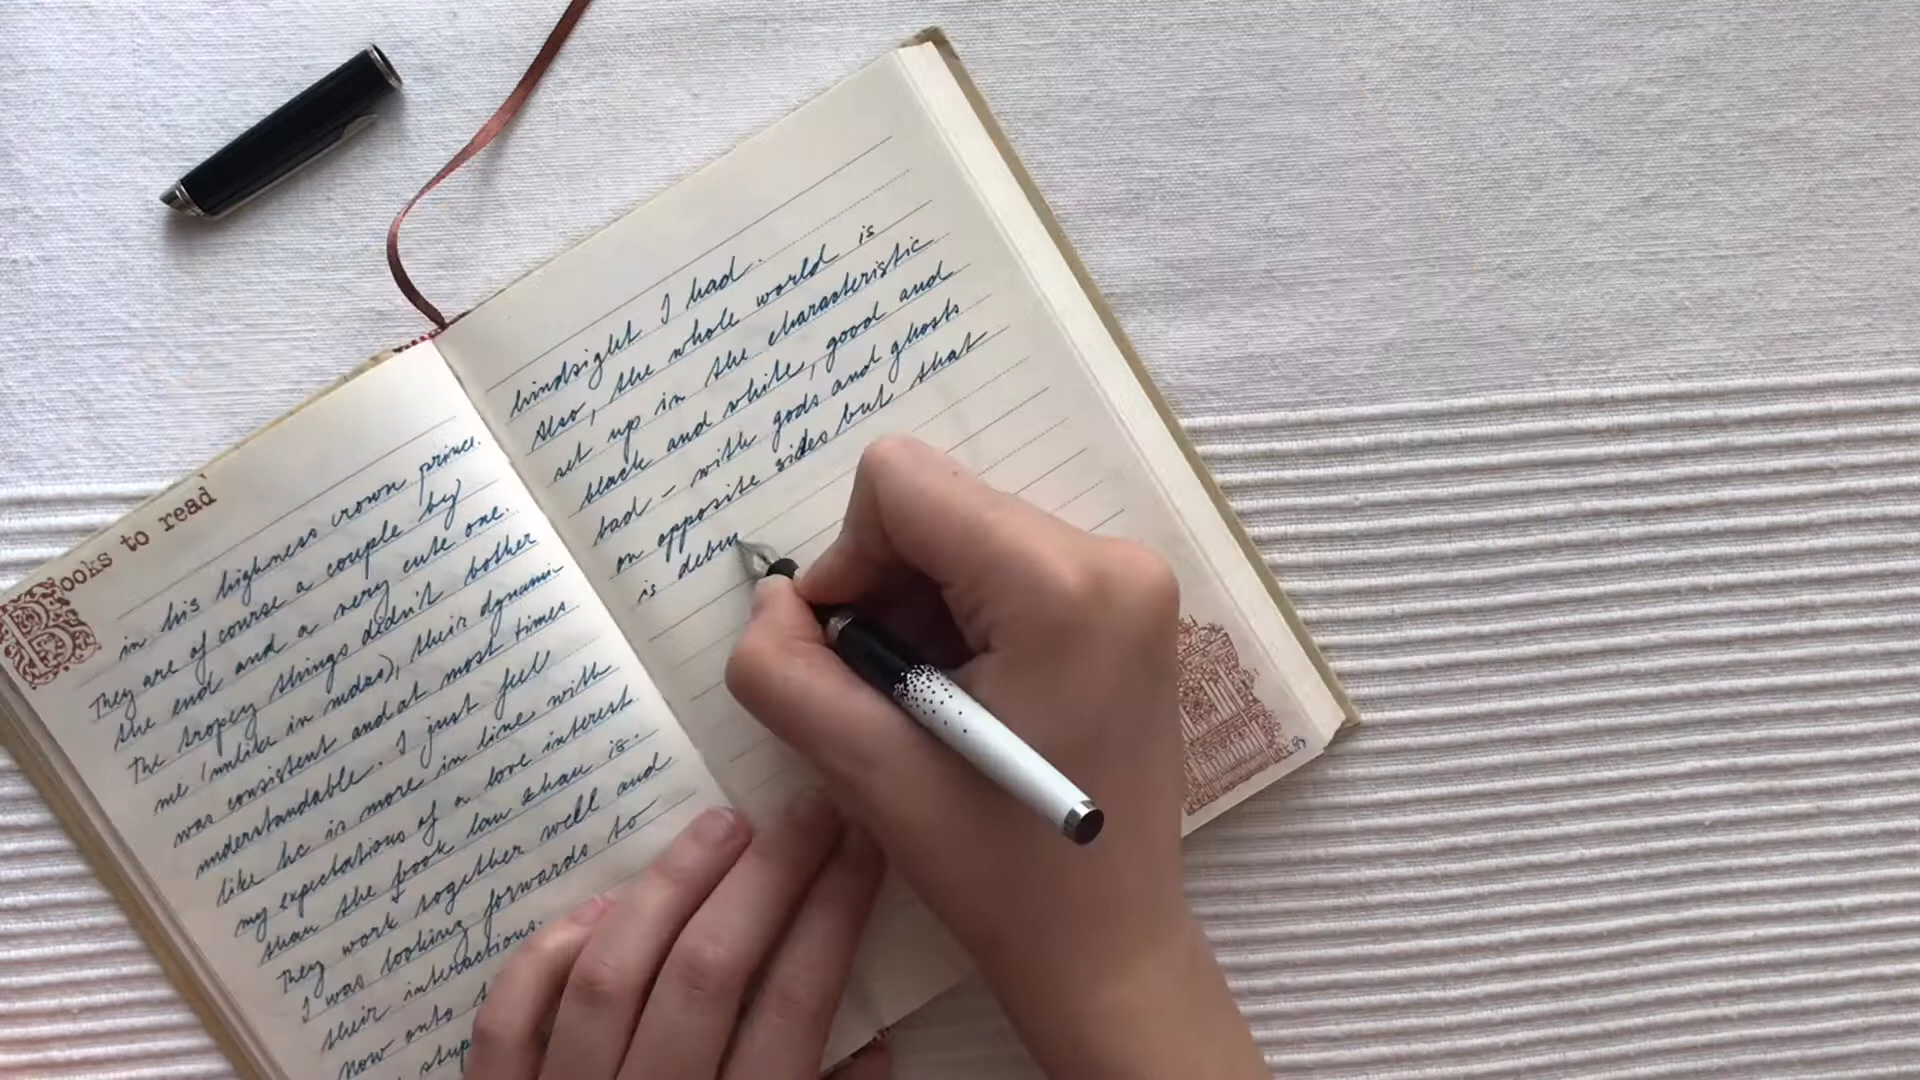 Books to read
in his highness crown prince.
They are of course a couple by
the end and a very cute one.
The tropey things didn't bother
me (unlike in mdzs), their dynamic
was consistent and at most times
understandable. I just feel
like he is more in line with
my expectations of a love interest
than the book lan zhan is.
They work together well and
I was looking forwards to
their interactions.
Now onto
hindsight I had.
Also, the whole world is
set up in the characteristic
black and white, good and
bad - with gods and ghosts
on opposite sides but that
is debun